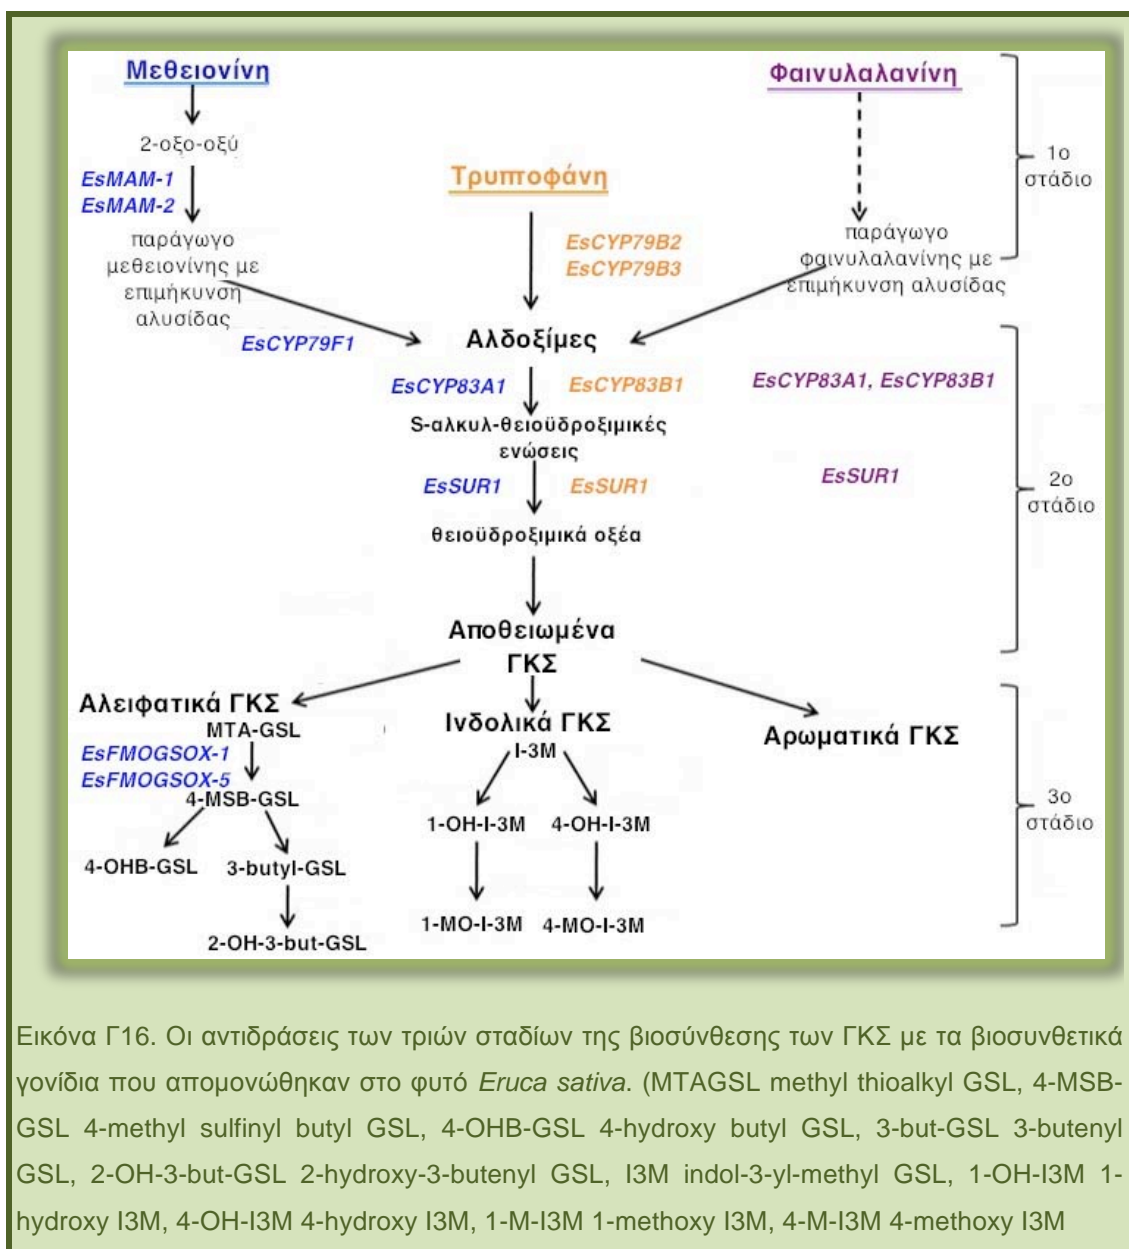 Μεθειονίνη
Φαινυλαλανίνη
2-οξο-οξύ
1ο
στάδιο
EsMAM-1
EsMAM-2
Τρυπτοφάνη
παράγωγο
μεθειονίνης με
επιμήκυνση
αλυσίδας
EsCYP79B2
EsCYP79B3
παράγωγο
φαινυλαλανίνης με
επιμήκυνση αλυσίδας
EsCYP79F1
Αλδοξίμες
EsCYP83A1
EsCYP83B1
EsCYP83A1, EsCYP83B1
S-αλκυλ-θειοϋδροξιμικές
ενώσεις
EsSUR1
EsSUR1
EsSUR1
2ο
στάδιο
θειοϋδροξιμικά οξέα
Αποθειωμένα
ΓΚΣ
Αλειφατικά ΓΚΣ
MTA-GSL
EsFMOGSOX-1
EsFMOGSOX-5
4-MSB-GSL
4-OHB-GSL
3-butyl-GSL
2-OH-3-but-GSL
Ινδολικά ΓΚΣ
I-3M
1-OH-I-3M
4-OH-I-3M
1-MO-I-3M
4-MO-I-3M
Αρωματικά ΓΚΣ
3ο
στάδιο
Εικόνα Γ16. Οι αντιδράσεις των τριών σταδίων της βιοσύνθεσης των ΓΚΣ με τα βιοσυνθετικά
γονίδια που απομονώθηκαν στο φυτό Eruca sativa. (MTAGSL methyl thioalkyl GSL, 4-MSB-
GSL 4-methyl sulfinyl butyl GSL, 4-OHB-GSL 4-hydroxy butyl GSL, 3-but-GSL 3-butenyl
GSL, 2-OH-3-but-GSL 2-hydroxy-3-butenyl GSL, I3M indol-3-yl-methyl GSL, 1-OH-I3M 1-
hydroxy I3M, 4-OH-I3M 4-hydroxy I3M, 1-M-I3M 1-methoxy I3M, 4-M-I3M 4-methoxy I3M